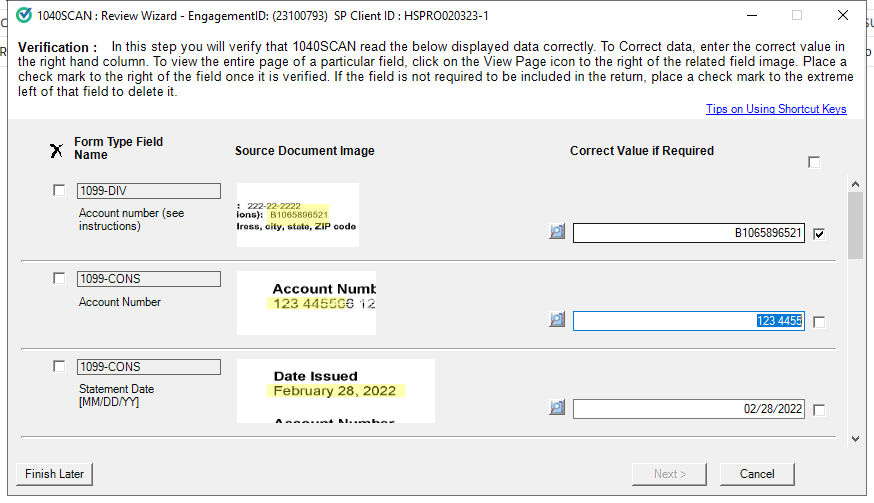 1040SCAN : Review Wizard - EngagementID: (23100793) SP Client ID : HSPRO020323-1
Verification : In this step you will verify that 1040SCAN read the below displayed data correctly. To Correct data, enter the correct value in
the right hand column. To view the entire page of a particular field, click on the View Page icon to the right of the related field image. Place a
check mark to the right of the field once it is verified. If the field is not required to be included in the return, place a check mark to the extreme
left of that field to delete it.
Tips on Using Shortcut Keys
X Form Type Field
Name
Source Document Image
Correct Value if Required
1099-DIV
Account number (see
instructions)
: 222-22-2222
ions): B1065896521
lress, city, state, ZIP code
B1065896521
1099-CONS
Account Number
Account Numb
123 4455
123 4455
1099-CONS
Statement Date
[MM/DD/YY]
Date Issued
February 28, 2022
Account Number
02/28/2022
Finish Later
Next >
Cancel